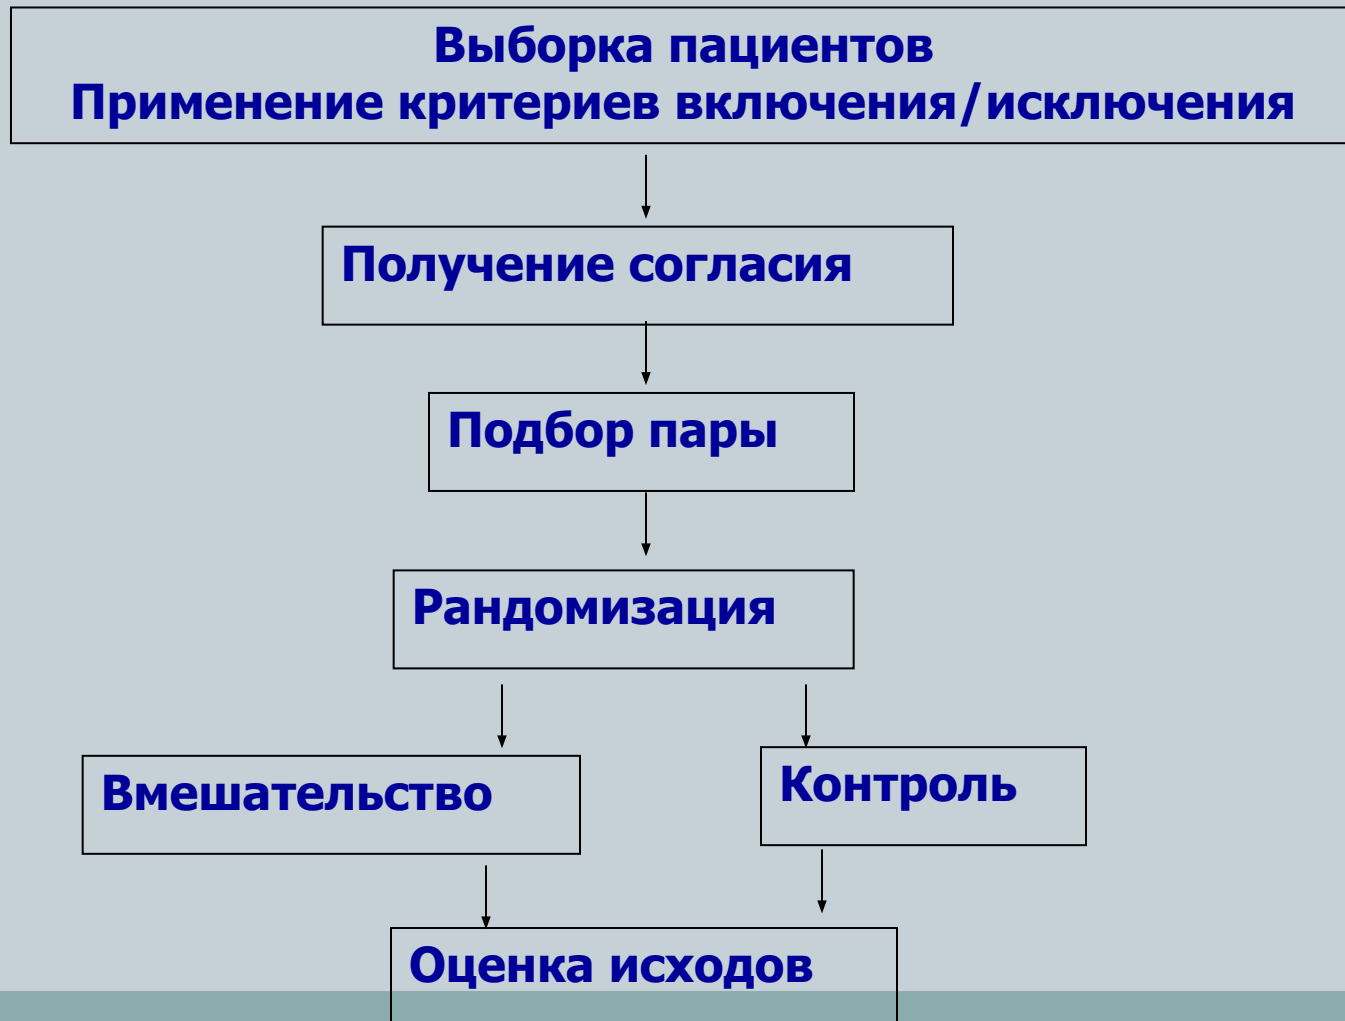 Выборка пациентов
Применение критериев включения/исключения
Получение согласия
Подбор пары
Рандомизация
Вмешательство
Контроль
Оценка исходов